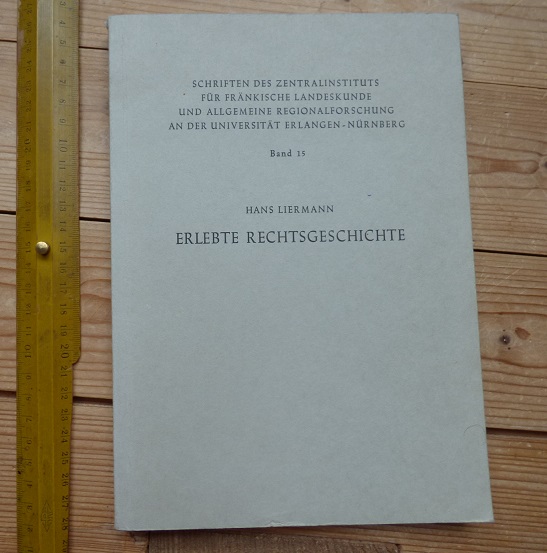 SCHRIFTEN DES ZENTRALINSTITUTS
FÜR FRÄNKISCHE LANDESKUNDE
UND ALLGEMEINE REGIONALFORSCHUNG
AN DER UNIVERSITÄT ERLANGEN-NÜRNBERG
Band 15
HANS LIERMANN
ERLEBTE RECHTSGESCHICHTE